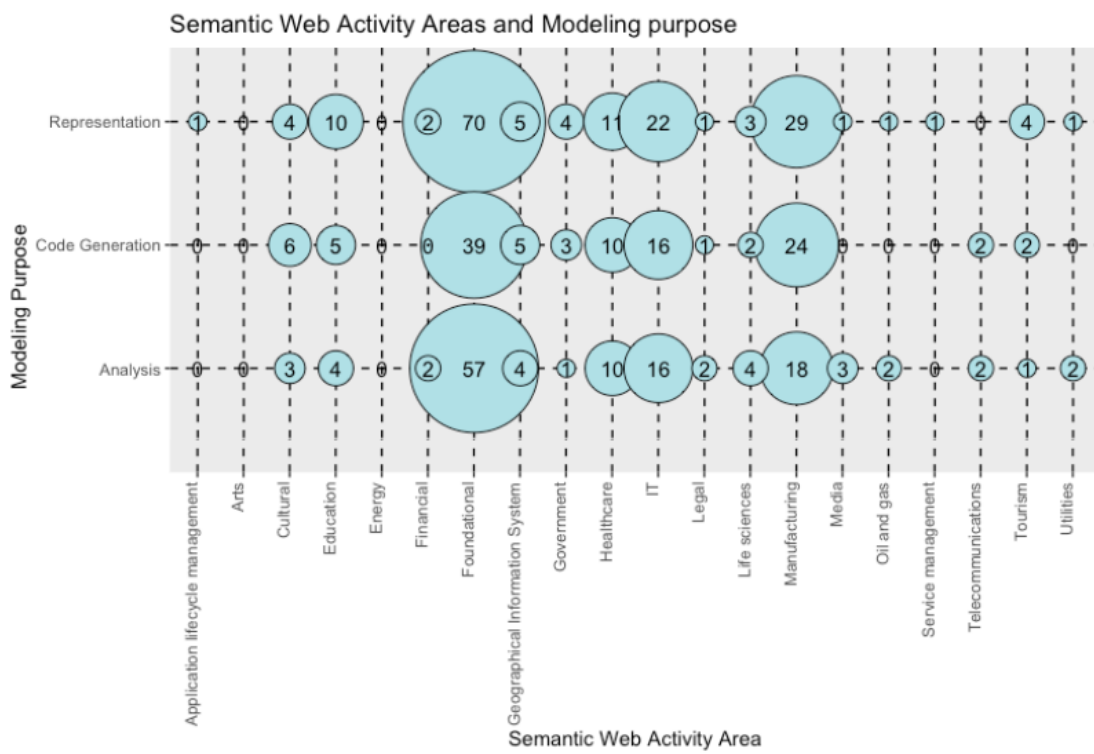 Semantic Web Activity Areas and Modeling purpose
Modeling Purpose
Representation 1 0 4 10 0 2 70 5 4 11 22 1 3 29 1 1 1 0 4 1
Code Generation 0 0 6 5 0 0 39 5 3 10 16 1 2 24 0 0 0 2 2 0
Analysis 0 0 3 4 0 2 57 4 1 10 16 2 4 18 3 2 0 2 1 2
Application lifecycle management
Arts
Cultural
Education
Energy
Financial
Foundational
Geographical Information System
Government
Healthcare
IT
Legal
Life sciences
Manufacturing
Media
Oil and gas
Service management
Telecommunications
Tourism
Utilities
Semantic Web Activity Area